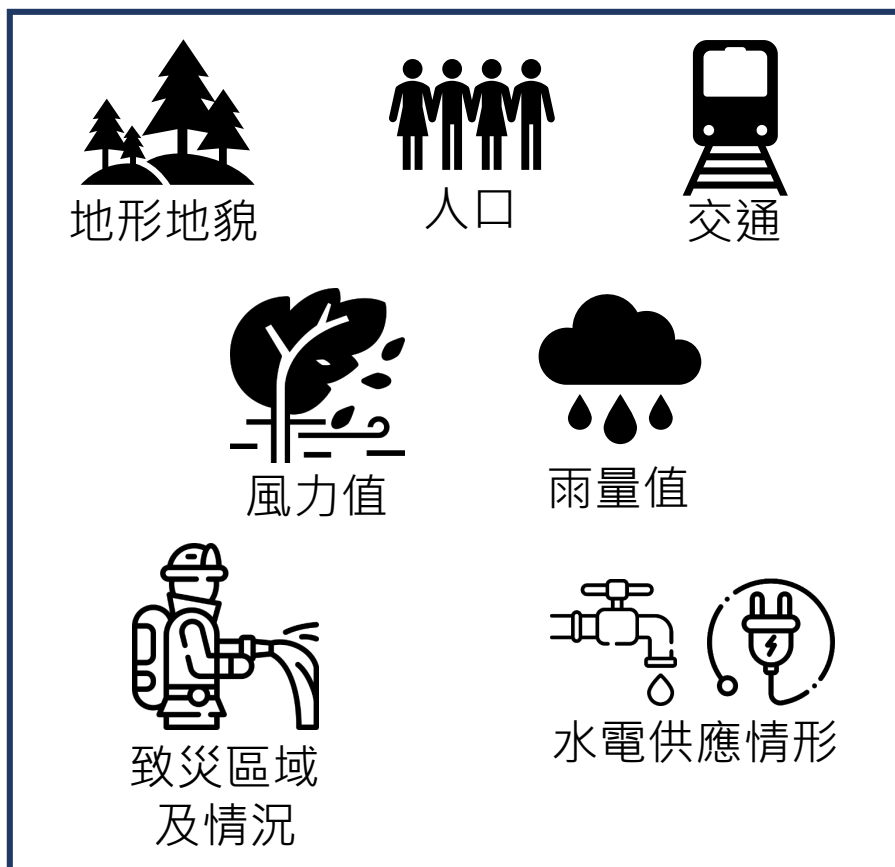 地形地貌
人口
交通
風力值
雨量值
致災區域
及情況
水電供應情形